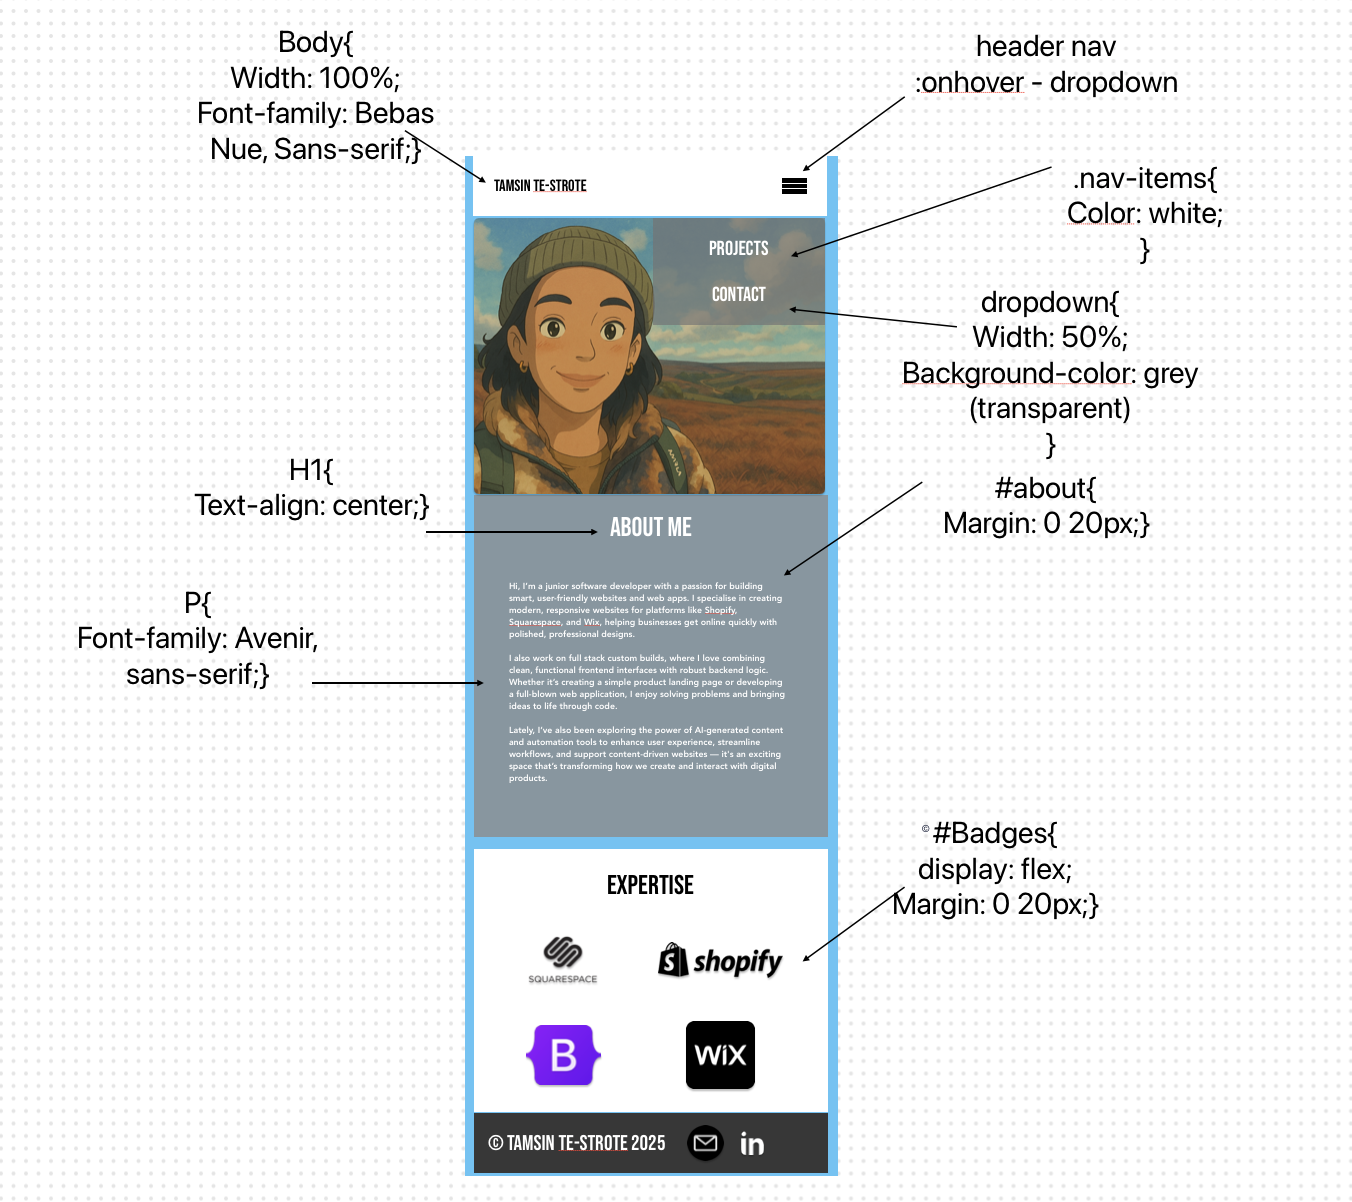 Body{
Width: 100%;
Font-family: Bebas
Nue, Sans-serif;}
header nav
:onhover - dropdown
TAMSIN TE-STROTE
.nav-items{
Color: white;
}
PROJECTS
CONTACT
dropdown{
Width: 50%;
Background-color: grey
(transparent)
}
H1{
Text-align: center;}
#about{
Margin: 0 20px;}
ABOUT ME
P{
Font-family: Avenir,
sans-serif;}
Hi, I'm a junior software developer with a passion for building
smart, user-friendly websites and web apps. I specialise in creating
modern, responsive websites for platforms like Shopify,
Squarespace, and Wix, helping businesses get online quickly with
polished, professional designs.
I also work on full stack custom builds, where I love combining
clean, functional frontend interfaces with robust backend logic.
Whether it's creating a simple product landing page or developing
a full-blown web application, I enjoy solving problems and bringing
ideas to life through code.
Lately, I've also been exploring the power of AI-generated content
and automation tools to enhance user experience, streamline
workflows, and support content-driven websites — it's an exciting
space that's transforming how we create and interact with digital
products.
© #Badges{
display: flex;
Margin: 0 20px;}
EXPERTISE
SQUARESPACE
shopify
B
WiX
© TAMSIN TE-STROTE 2025
in